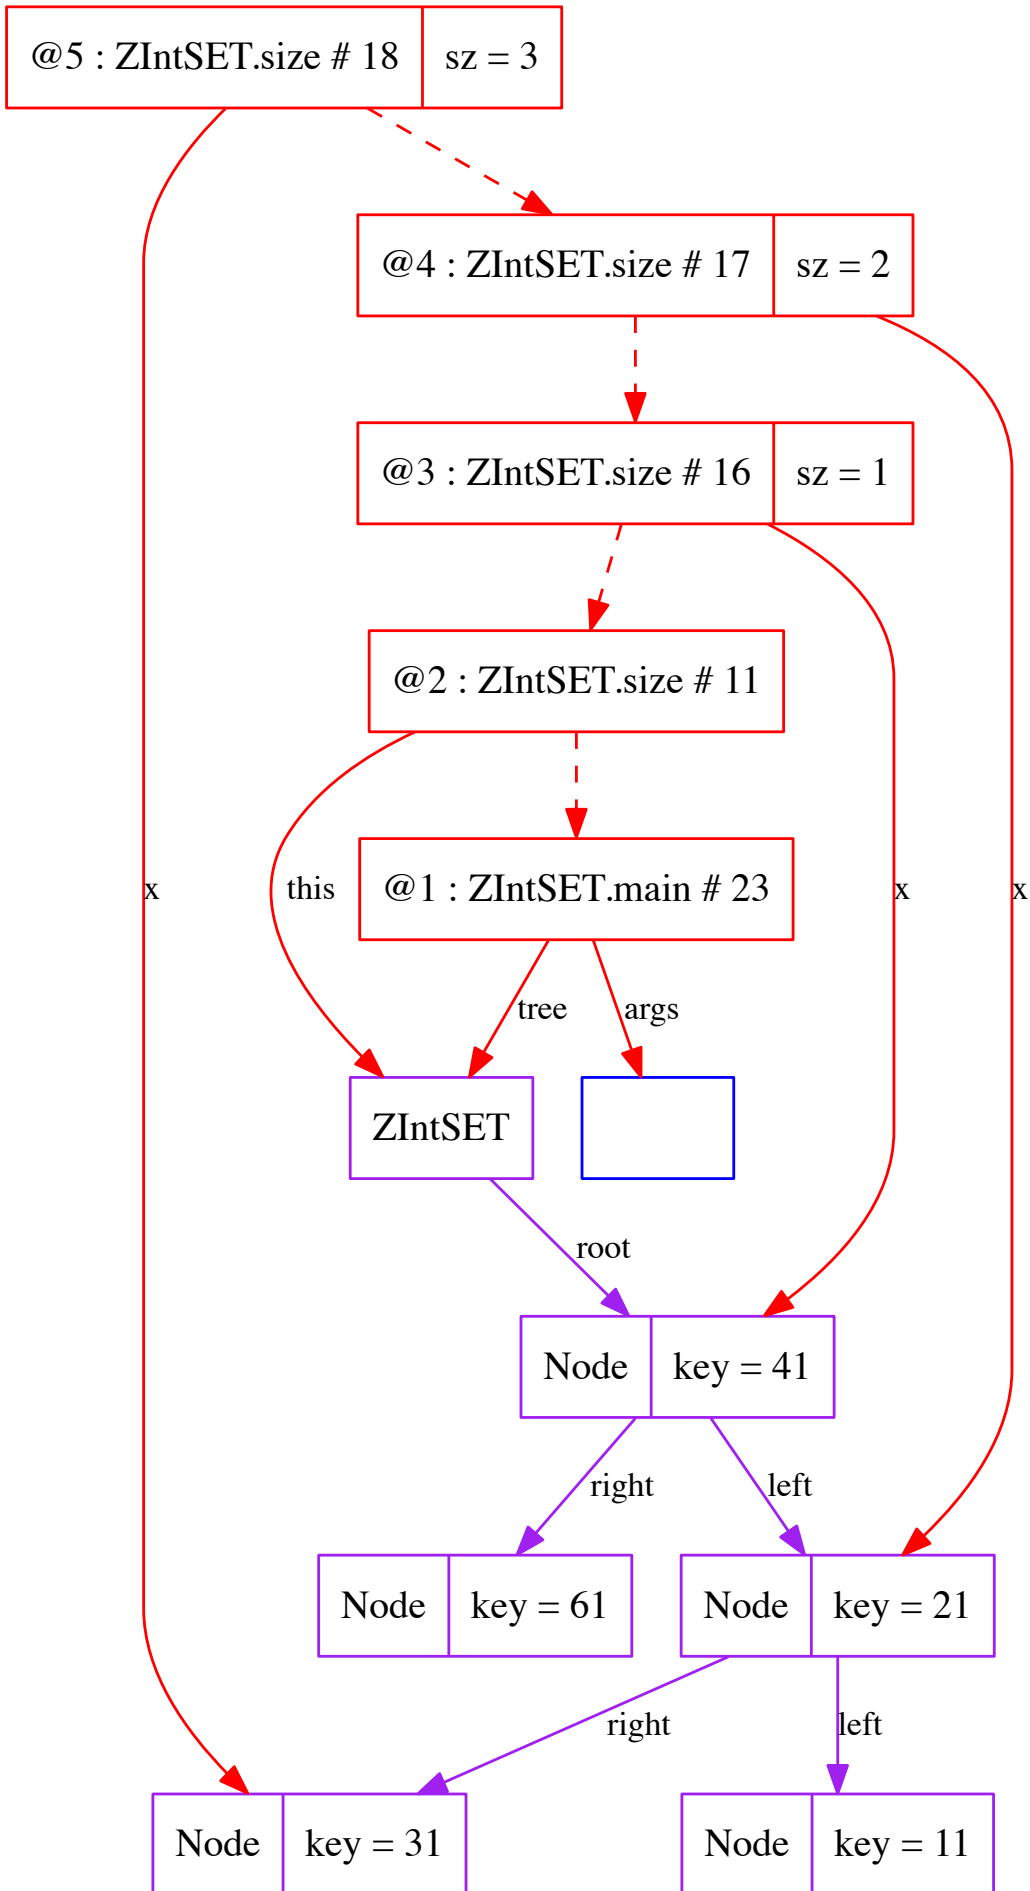 @5 : ZIntSET.size # 18 sz = 3
@4 : ZIntSET.size # 17 sz = 2
@3 : ZIntSET.size # 16 sz = 1
@2 : ZIntSET.size # 11
x this @1 : ZIntSET.main # 23 x x
tree args
ZIntSET
root
Node key = 41
right left
Node key = 61 Node key = 21
right left
Node key = 31 Node key = 11